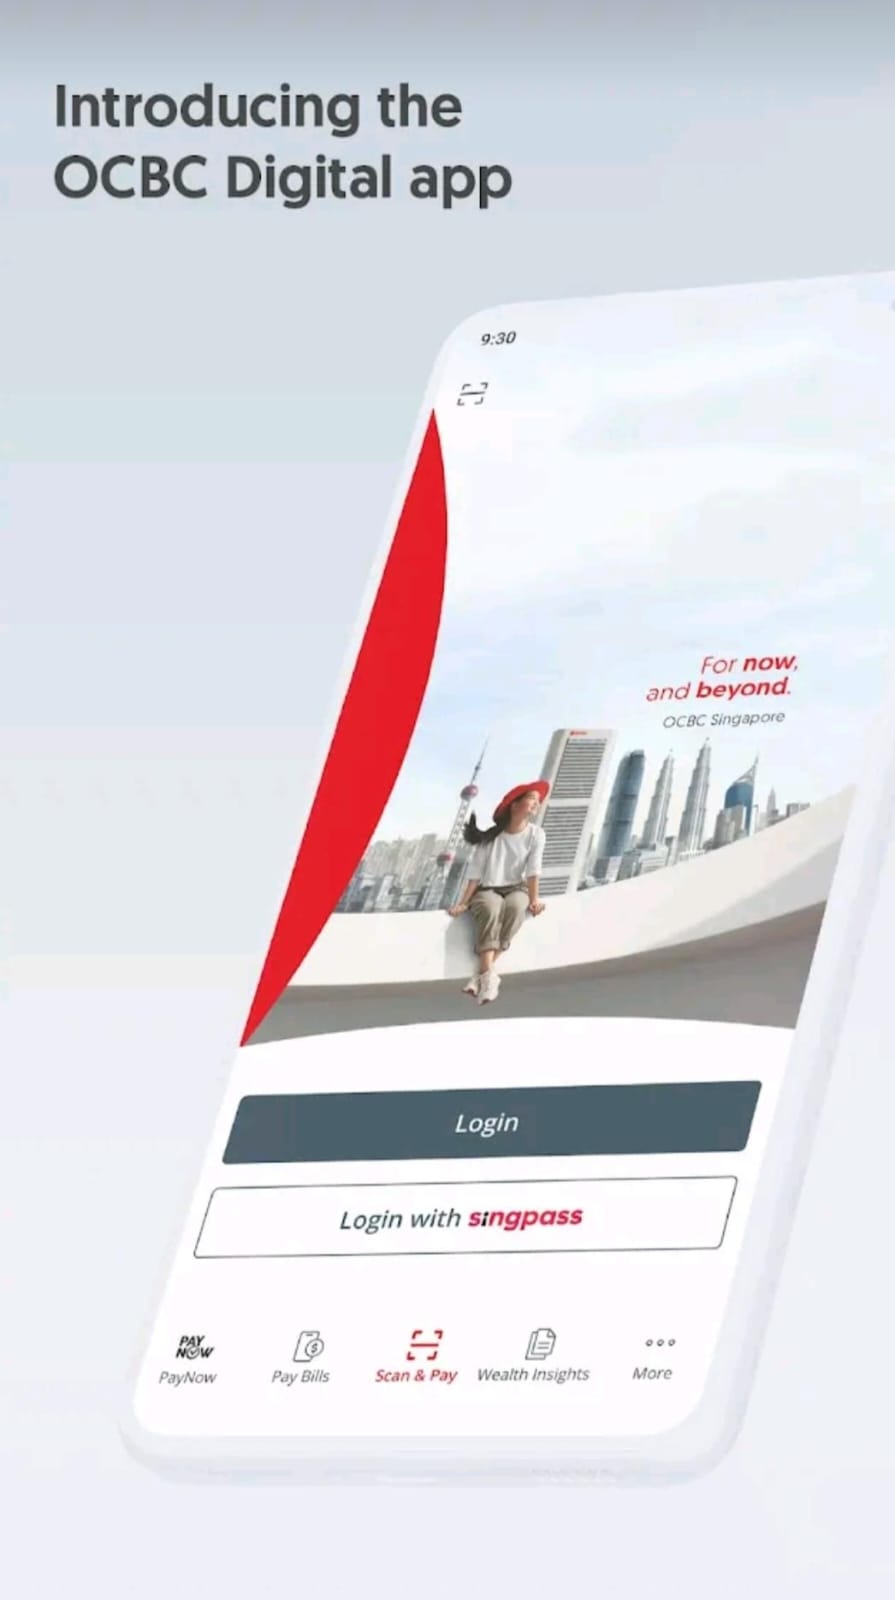 Introducing the
OCBC Digital app
9:30
For now,
and beyond.
OCBC Singapore
Login
Login with singpass
PAY
NOW
PayNow
Pay Bills
Scan & Pay
Wealth Insights
More